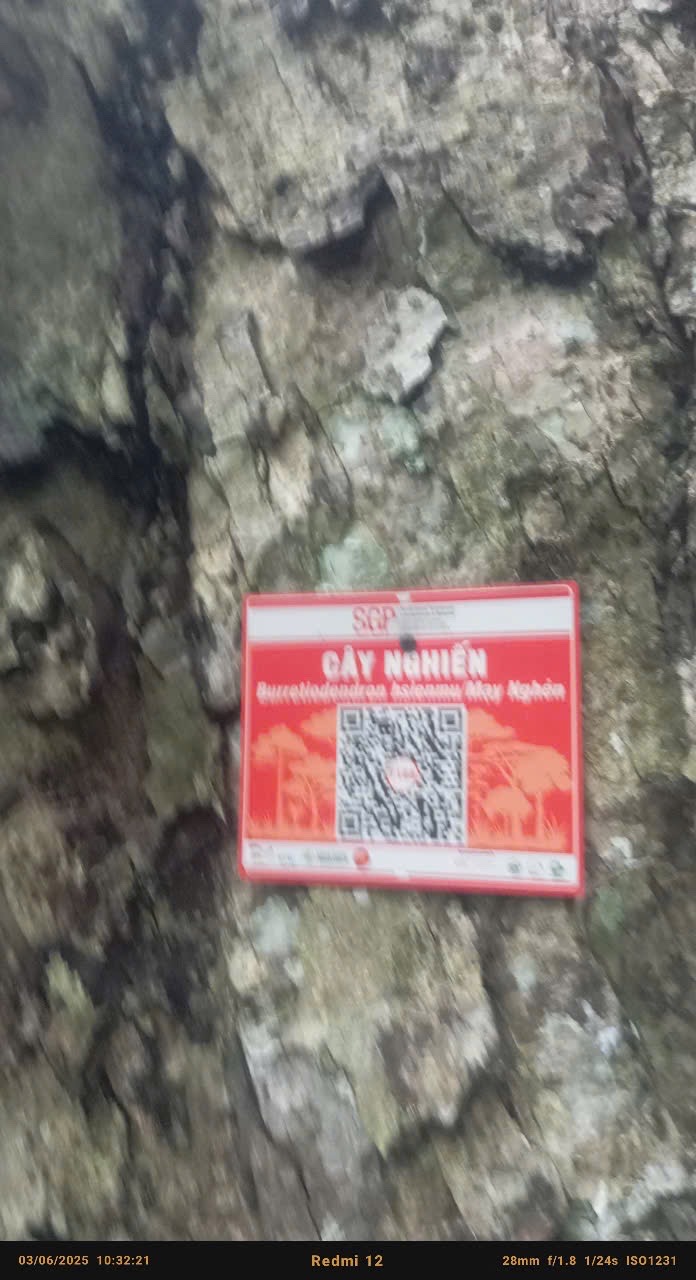 SGP
CÂY NGHIẾN
Burretiodendron hsienmu/May Nghén
03/06/2025 10:32:21
Redmi 12
28mm f/1.8 1/24s ISO1231